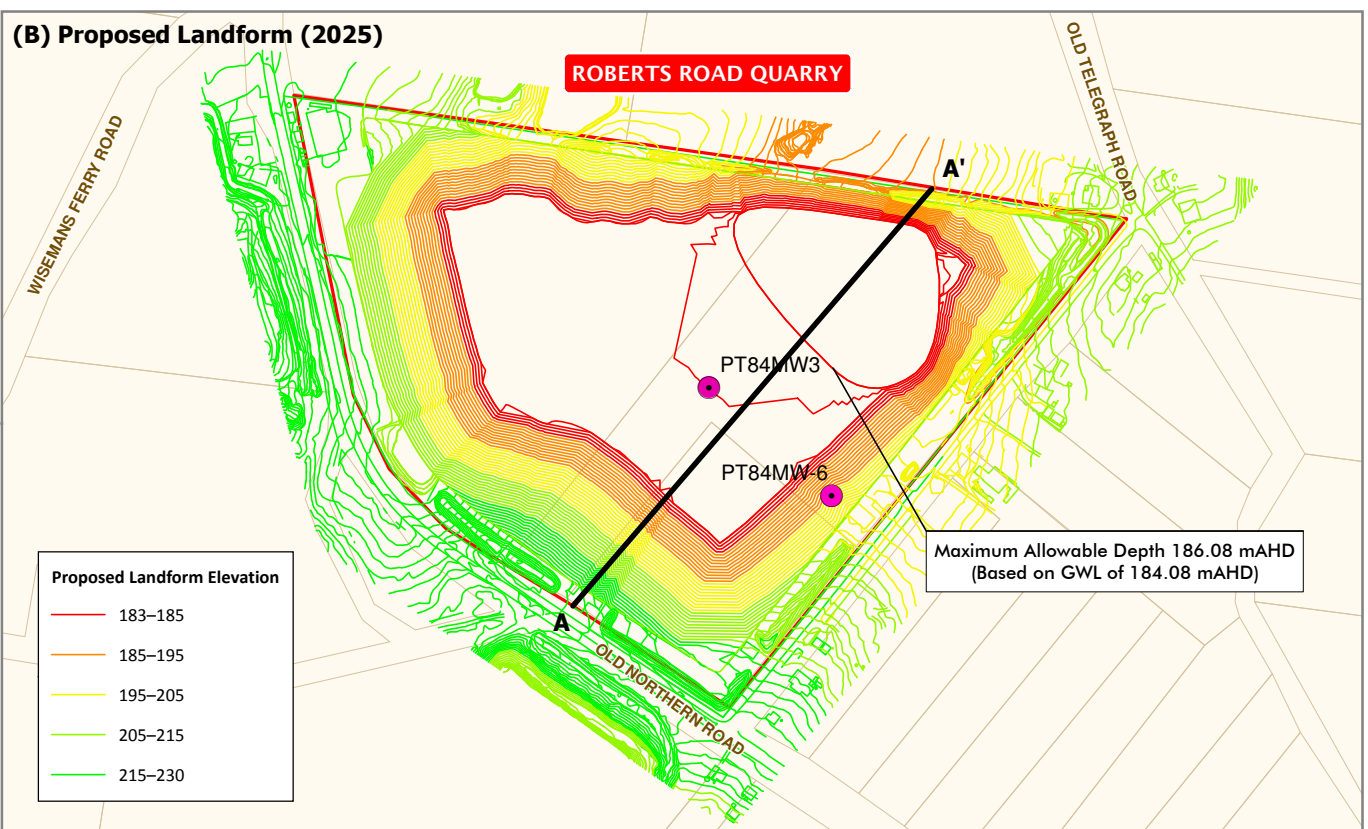 (B) Proposed Landform (2025)
ROBERTS ROAD QUARRY
OLD TELEGRAPH ROAD
WISEMANS FERRY ROAD
A'
PT84MW3
PT84MW-6
Maximum Allowable Depth 186.08 mAHD
(Based on GWL of 184.08 mAHD)
A
OLD NORTHERN ROAD
Proposed Landform Elevation
183–185
185–195
195–205
205–215
215–230